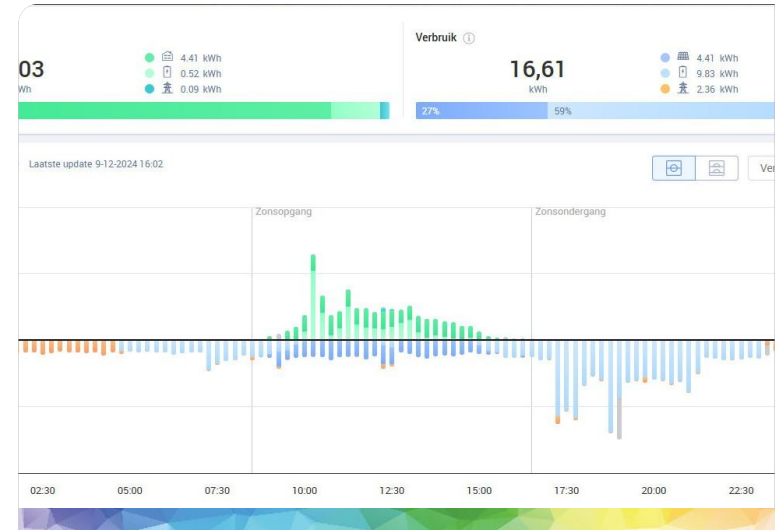 03
Wh
4.41 kWh
0.52 kWh
0.09 kWh
Verbruik
16,61
kWh
4.41 kWh
9.83 kWh
2.36 kWh
27%
59%
Laatste update 9-12-2024 16:02
Ver
Zonsopgang
Zonsondergang
02:30 05:00 07:30 10:00 12:30 15:00 17:30 20:00 22:30